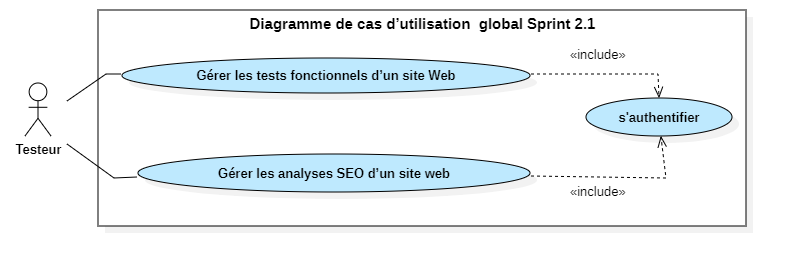 Diagramme de cas d’utilisation  global Sprint 2.1
«include»
Gérer les tests fonctionnels d’un site Web
s'authentifier
Testeur
Gérer les analyses SEO d’un site web
«include»